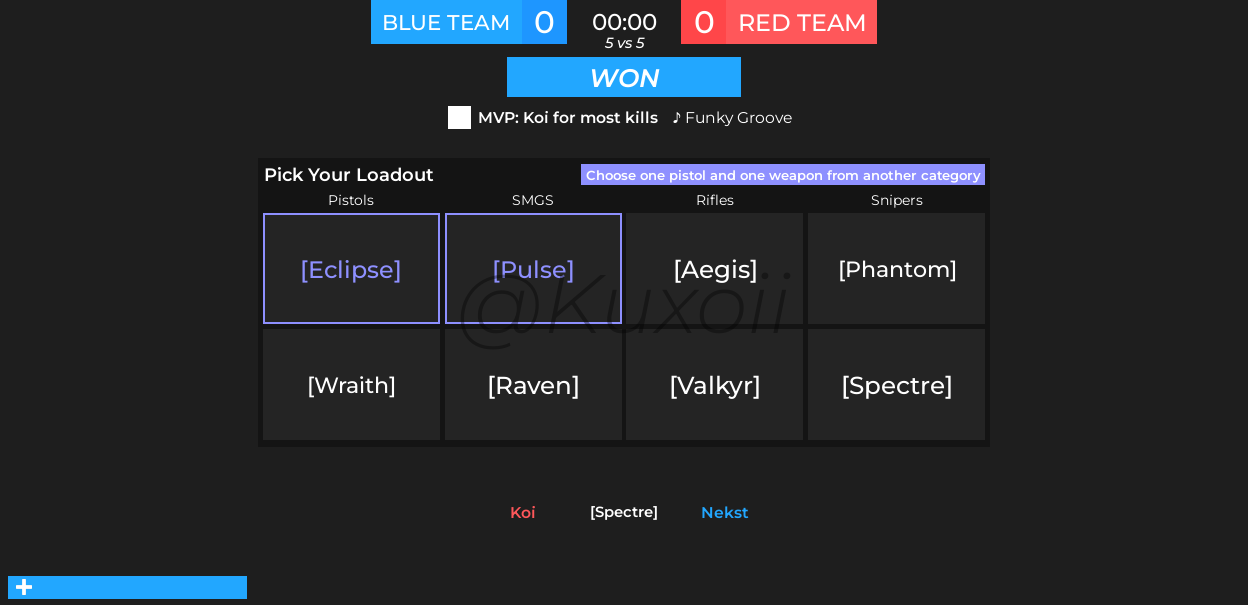 BLUE TEAM 0 00:00 0 RED TEAM
5 vs 5
WON
MVP: Koi for most kills ♪ Funky Groove
Pick Your Loadout Choose one pistol and one weapon from another category
Pistols SMGS Rifles Snipers
[Eclipse] [Pulse] [Aegis] [Phantom]
@Kuxoii
[Wraith] [Raven] [Valkyr] [Spectre]
Koi [Spectre] Nekst
+